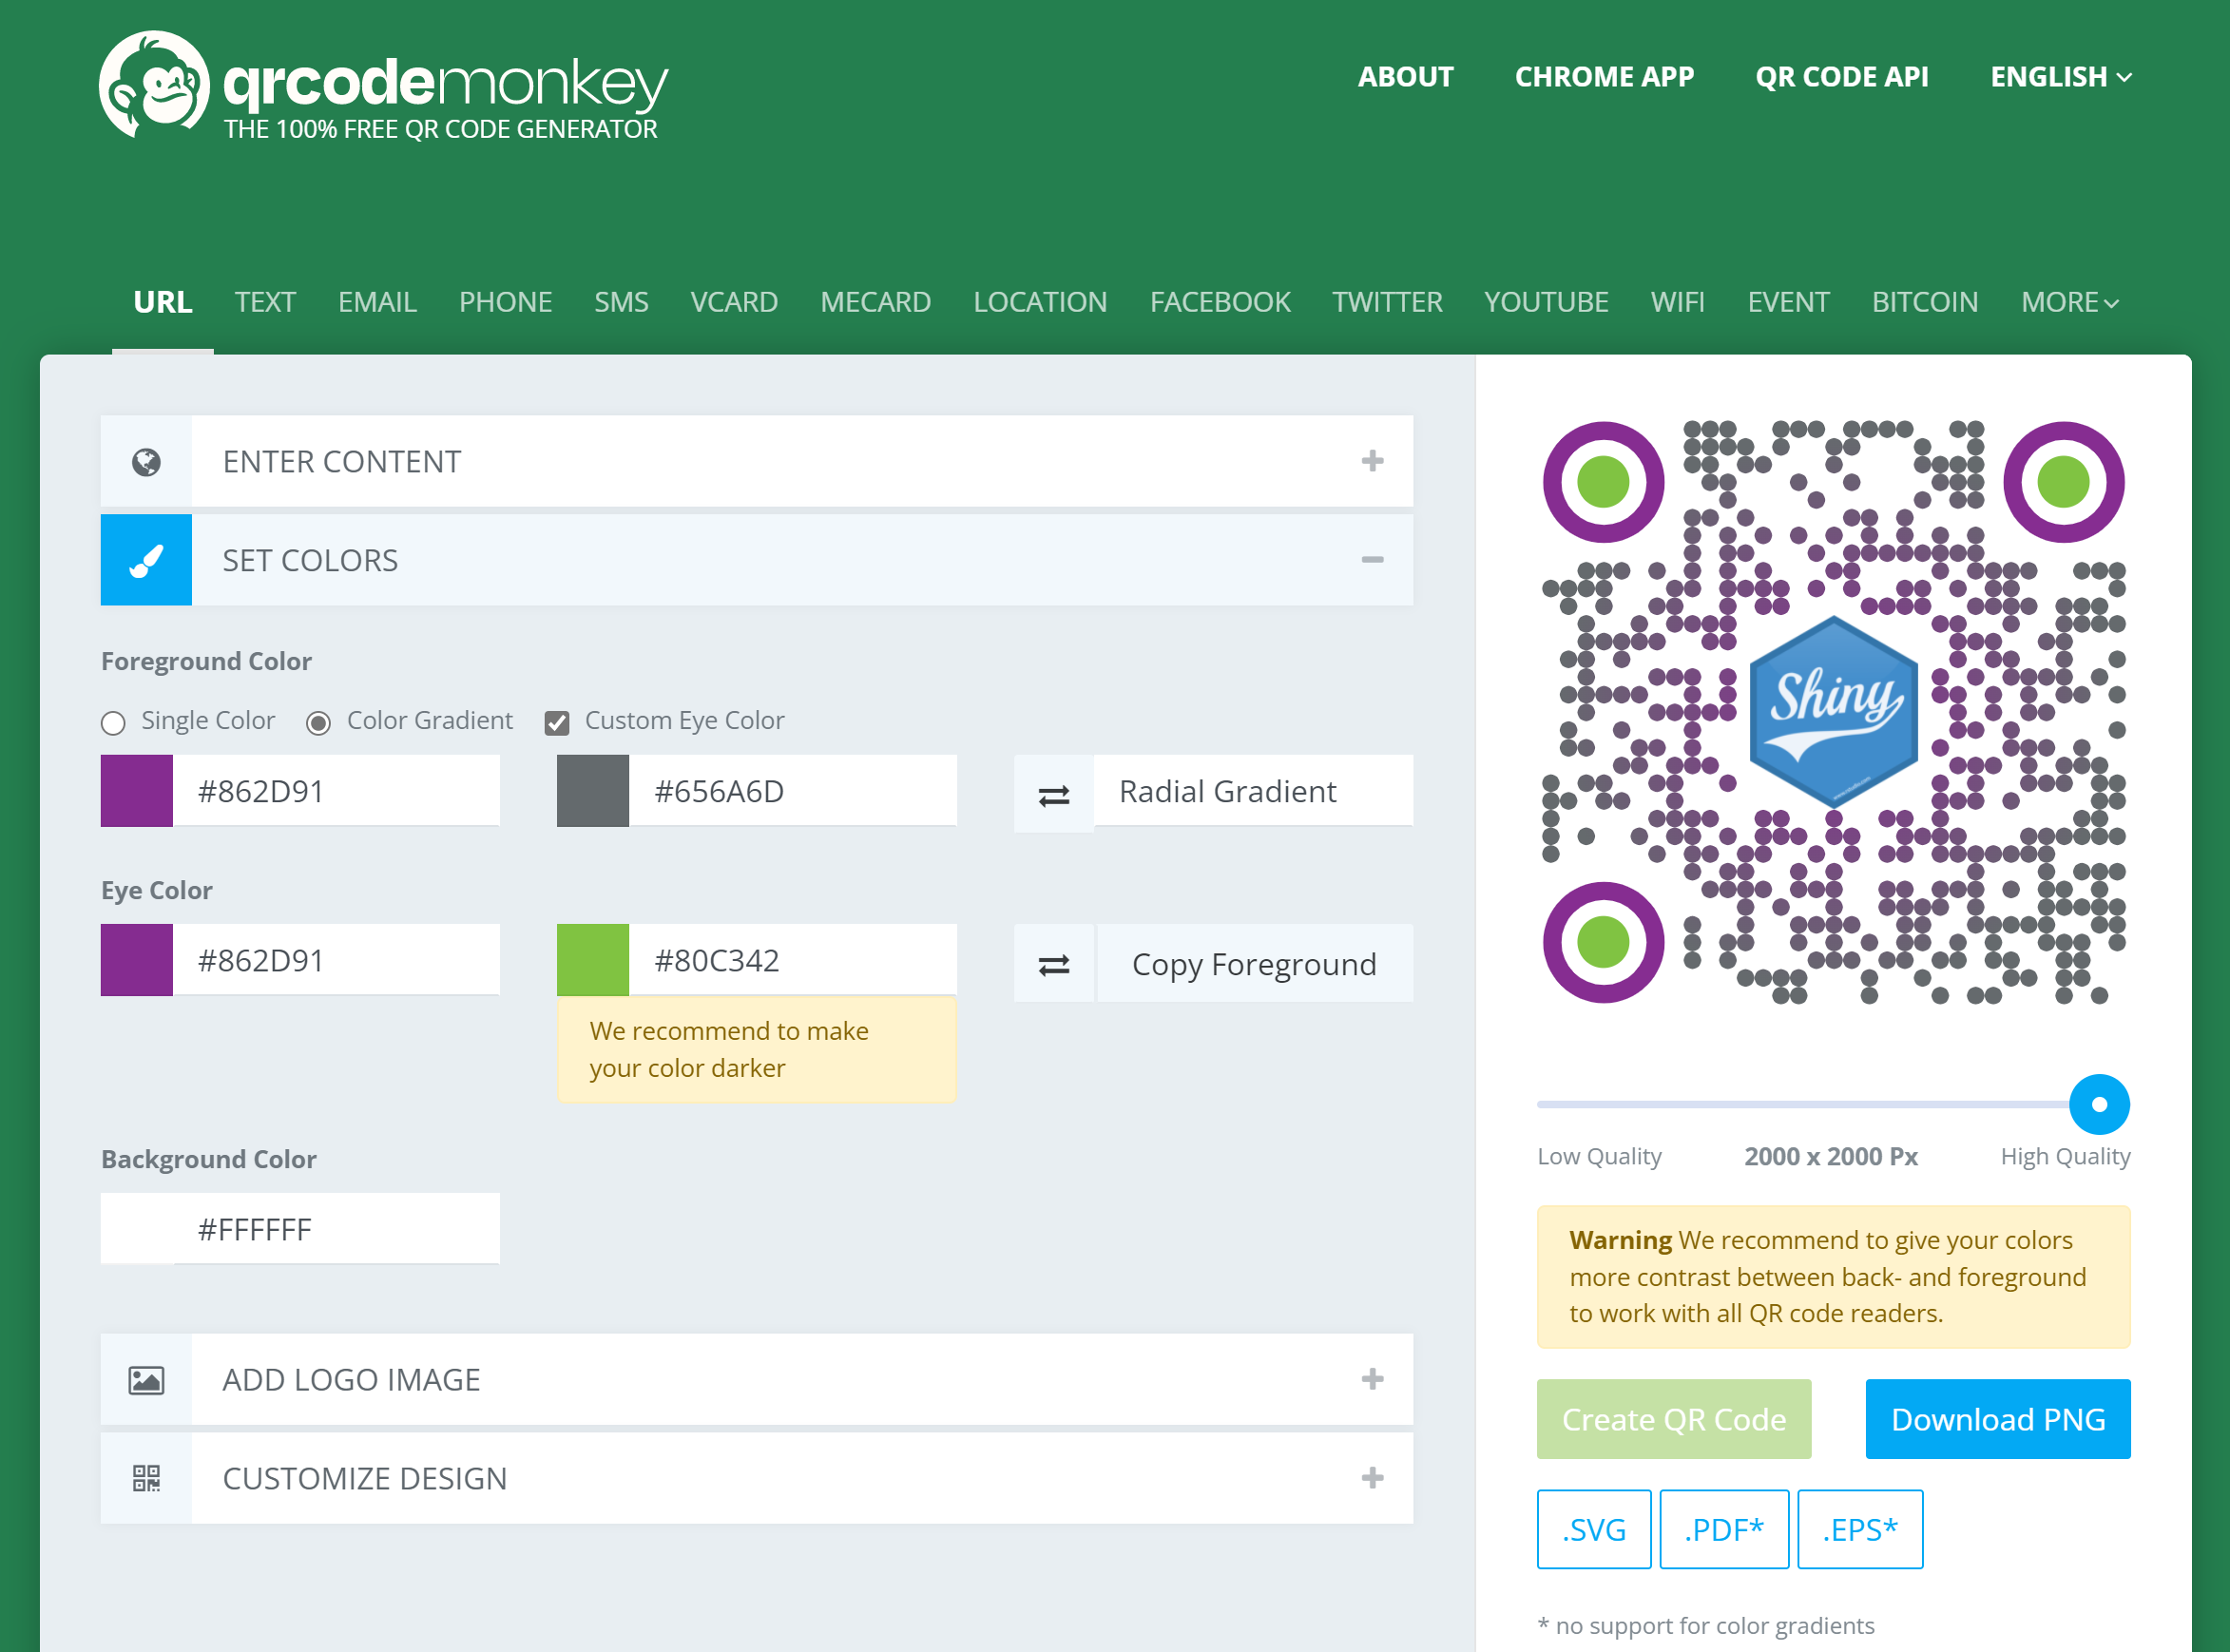 qrcodemonkey
THE 100% FREE QR CODE GENERATOR
ABOUT CHROME APP QR CODE API ENGLISH
URL TEXT EMAIL PHONE SMS VCARD MECARD LOCATION FACEBOOK TWITTER YOUTUBE WIFI EVENT BITCOIN MORE
ENTER CONTENT
SET COLORS
Foreground Color
Single Color Color Gradient Custom Eye Color
#862D91 #656A6D Radial Gradient
Eye Color
#862D91 #80C342 Copy Foreground
We recommend to make
your color darker
Background Color
#FFFFFF
ADD LOGO IMAGE
CUSTOMIZE DESIGN
Shiny
Low Quality 2000 x 2000 Px High Quality
Warning We recommend to give your colors
more contrast between back- and foreground
to work with all QR code readers.
Create QR Code Download PNG
.SVG .PDF* .EPS*
* no support for color gradients